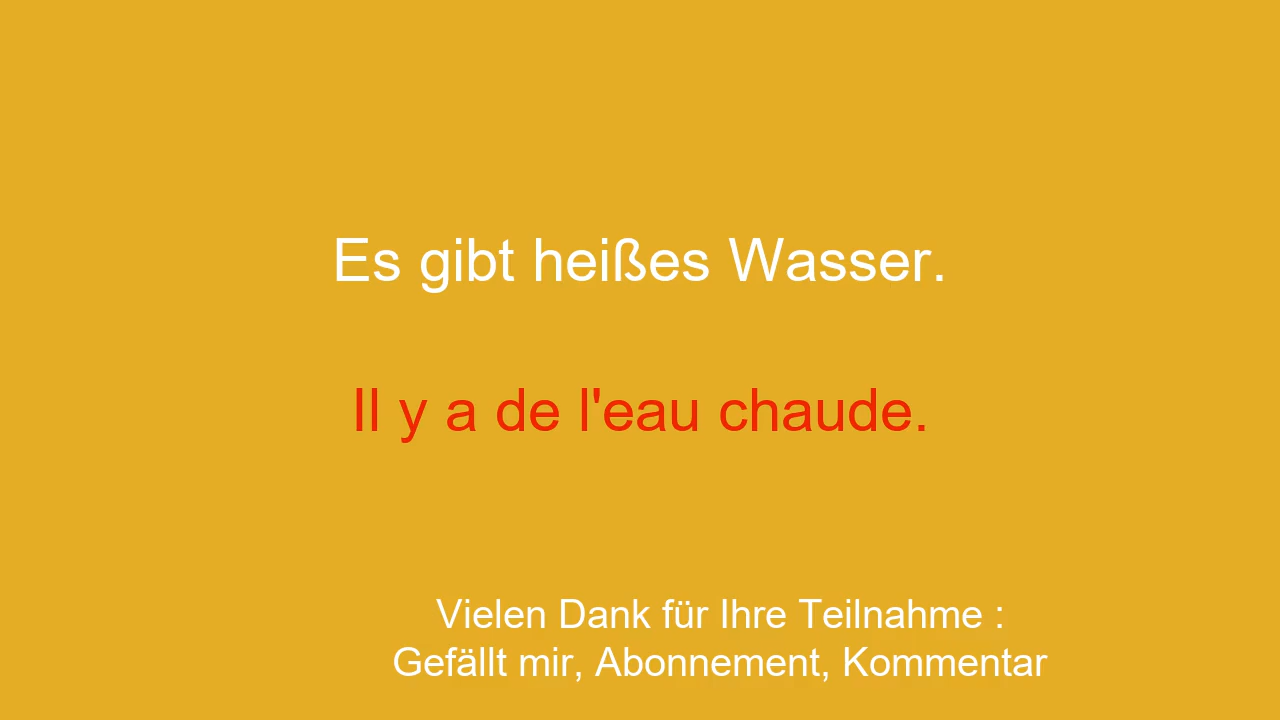 Es gibt heißes Wasser.
Il y a de l'eau chaude.
Vielen Dank für Ihre Teilnahme :
Gefällt mir, Abonnement, Kommentar